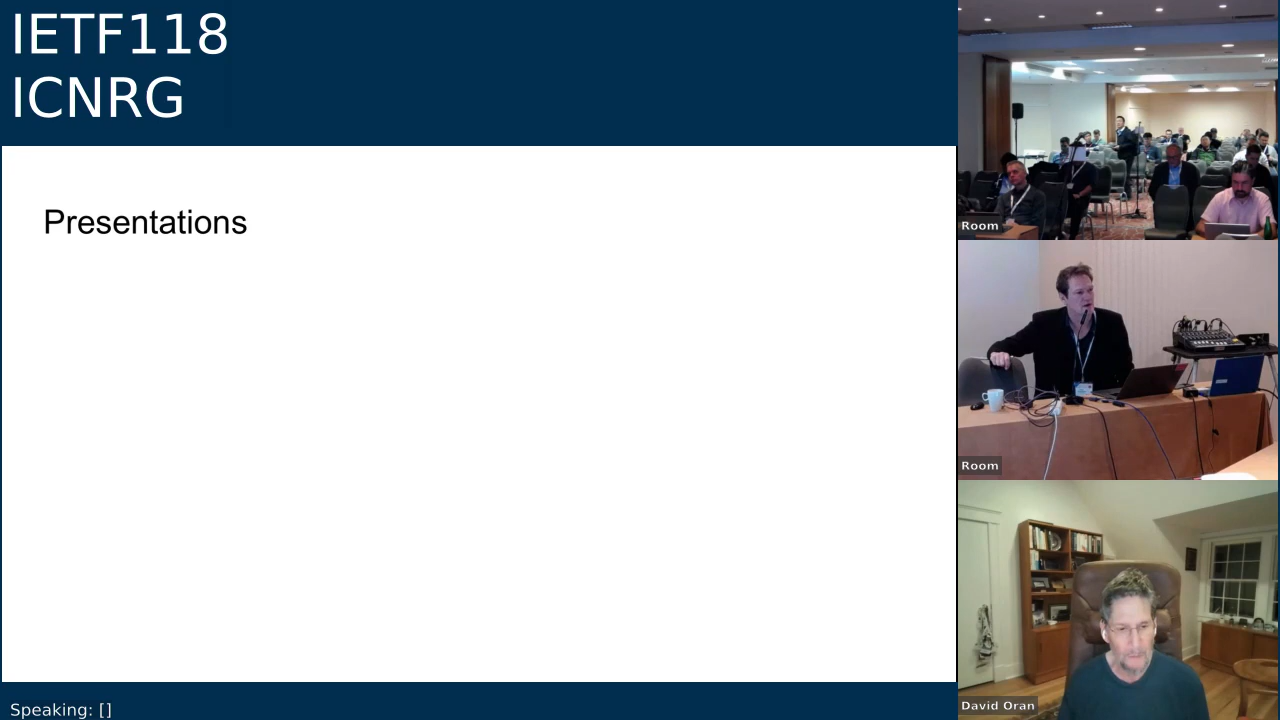 IETF118
ICNRG
Presentations
Room
Room
David Oran
Speaking: []